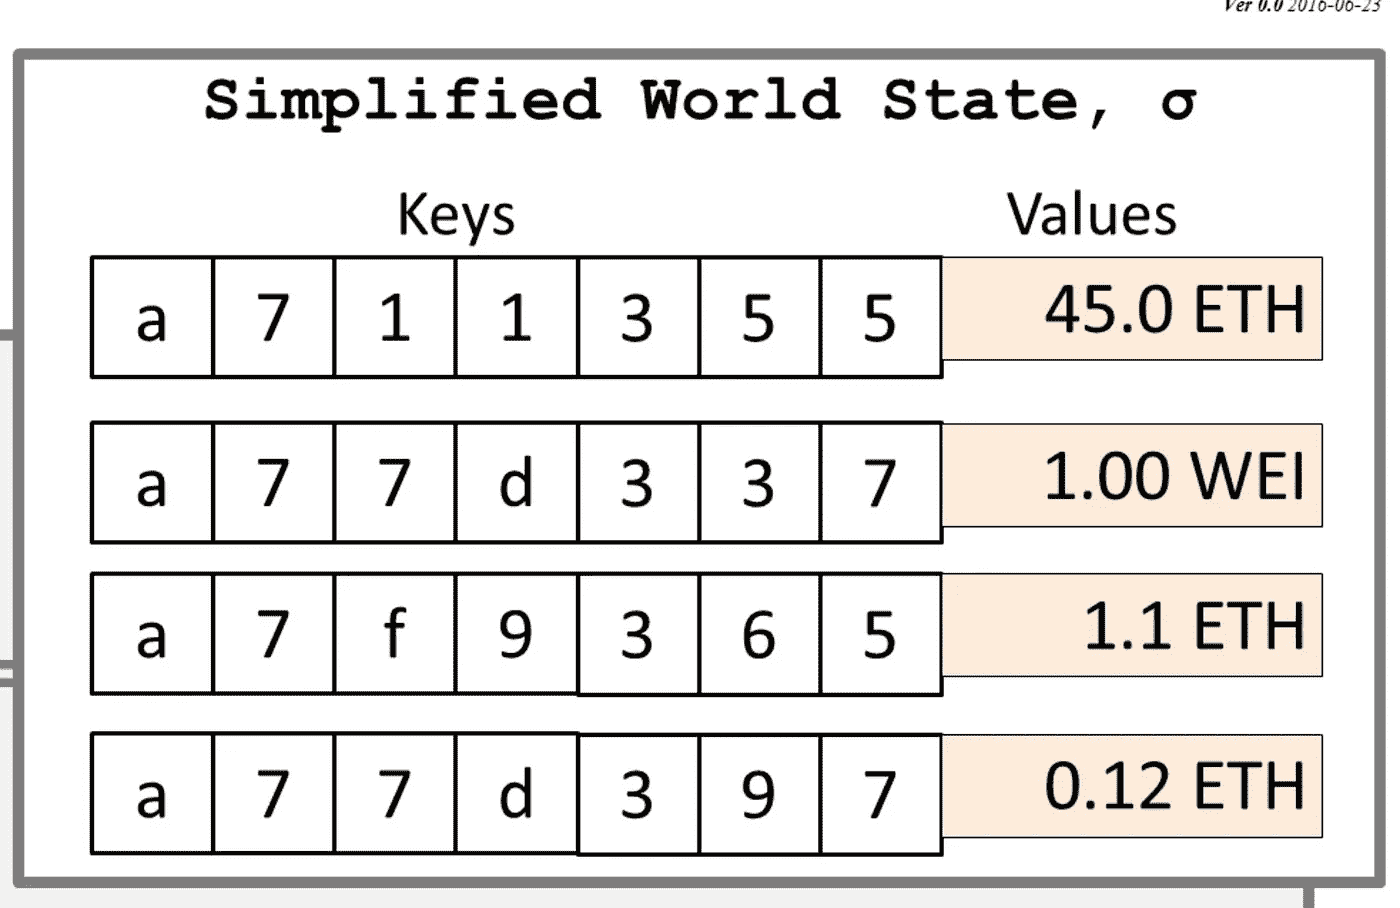 Ver 0.0 2016-06-23
Simplified World State, σ
Keys Values
a 7 1 1 3 5 5 45.0 ETH
a 7 7 d 3 3 7 1.00 WEI
a 7 f 9 3 6 5 1.1 ETH
a 7 7 d 3 9 7 0.12 ETH